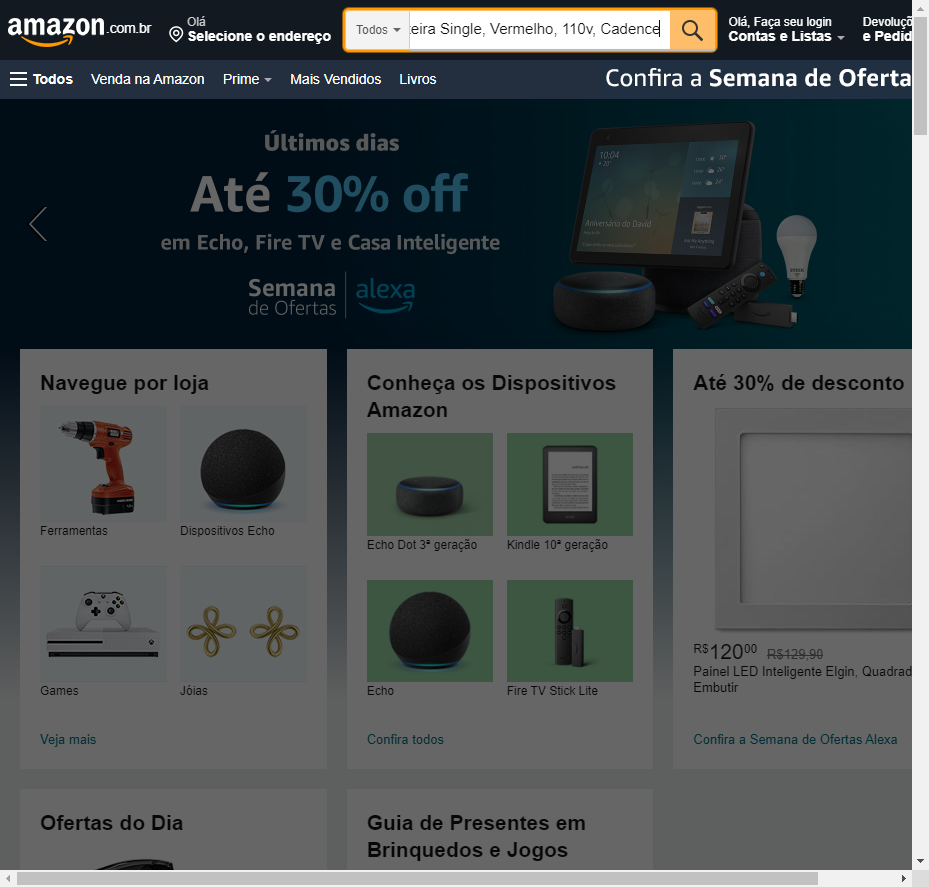 amazon.com.br
Olá
Selecione o endereço
Todos
teira Single, Vermelho, 110v, Cadence
Olá, Faça seu login
Contas e Listas
Devoluçõ
e Pedid
Todos
Venda na Amazon
Prime
Mais Vendidos
Livros
Confira a Semana de Oferta
Últimos dias
Até 30% off
em Echo, Fire TV e Casa Inteligente
Semana
de Ofertas
alexa
10:04
Aniversário do David
Navegue por loja
Ferramentas
Dispositivos Echo
Games
Jóias
Veja mais
Conheça os Dispositivos
Amazon
Echo Dot 3ª geração
Kindle 10ª geração
Echo
Fire TV Stick Lite
Confira todos
Até 30% de desconto
R$12000 R$129,90
Painel LED Inteligente Elgin, Quadrad
Embutir
Confira a Semana de Ofertas Alexa
Ofertas do Dia
Guia de Presentes em
Brinquedos e Jogos